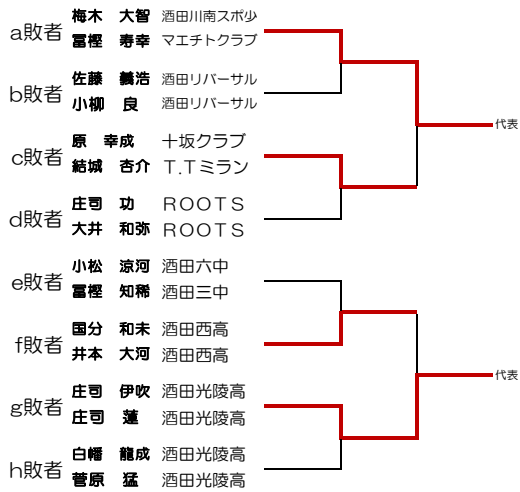 梅木　大智　酒田川南スポ少
a敗者
冨樫　寿幸　マエチトクラブ
佐藤　義浩　酒田リバーサル
b敗者
小柳　良　酒田リバーサル
代表
原　幸成　十坂クラブ
c敗者
結城　杏介　T.Tミラン
庄司　功　ROOTS
d敗者
大井　和弥　ROOTS
小松　涼河　酒田六中
e敗者
冨樫　知稀　酒田三中
国分　和未　酒田西高
f敗者
井本　大河　酒田西高
代表
庄司　伊吹　酒田光陵高
g敗者
庄司　蓮　酒田光陵高
白幡　龍成　酒田光陵高
h敗者
菅原　猛　酒田光陵高